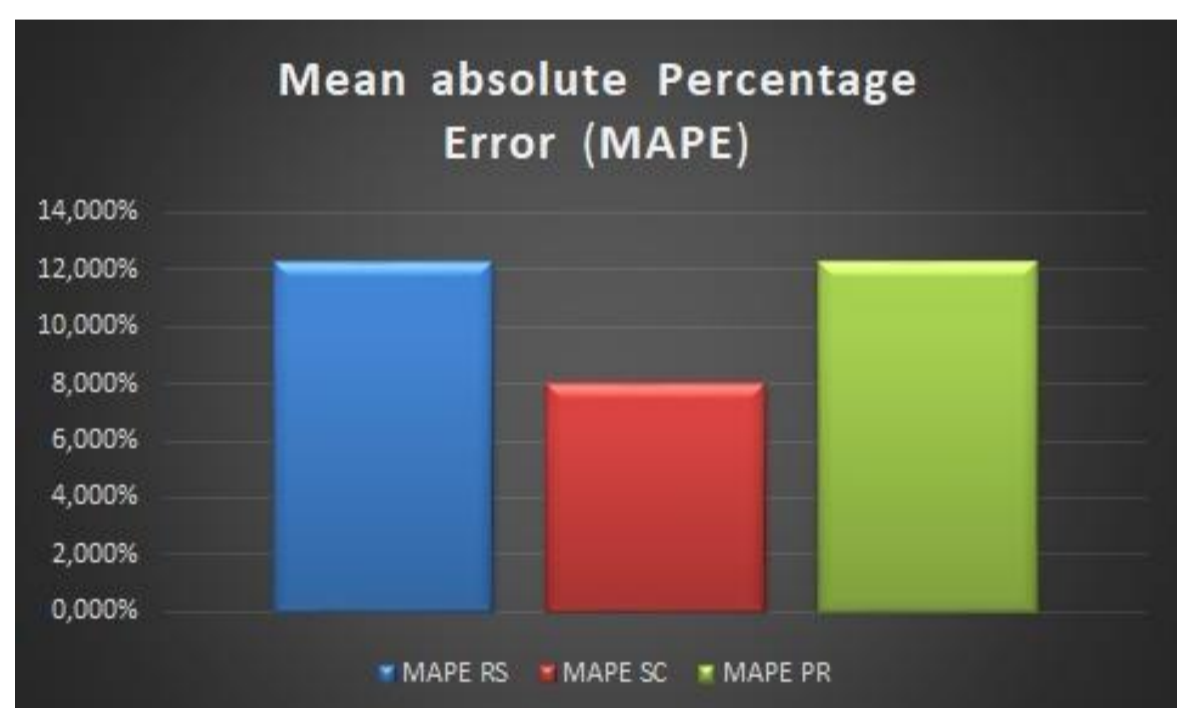 Mean absolute Percentage
Error (MAPE)
14,000%
12,000%
10,000%
8,000%
6,000%
4,000%
2,000%
0,000%
MAPE RS MAPE SC MAPE PR